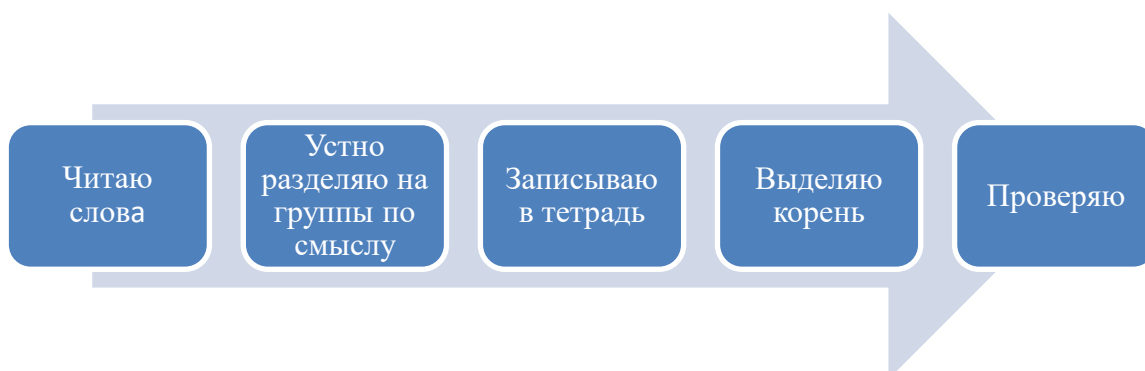 Читаю
слова
Устно
разделяю на
группы по
смыслу
Записываю
в тетрадь
Выделяю
корень
Проверяю